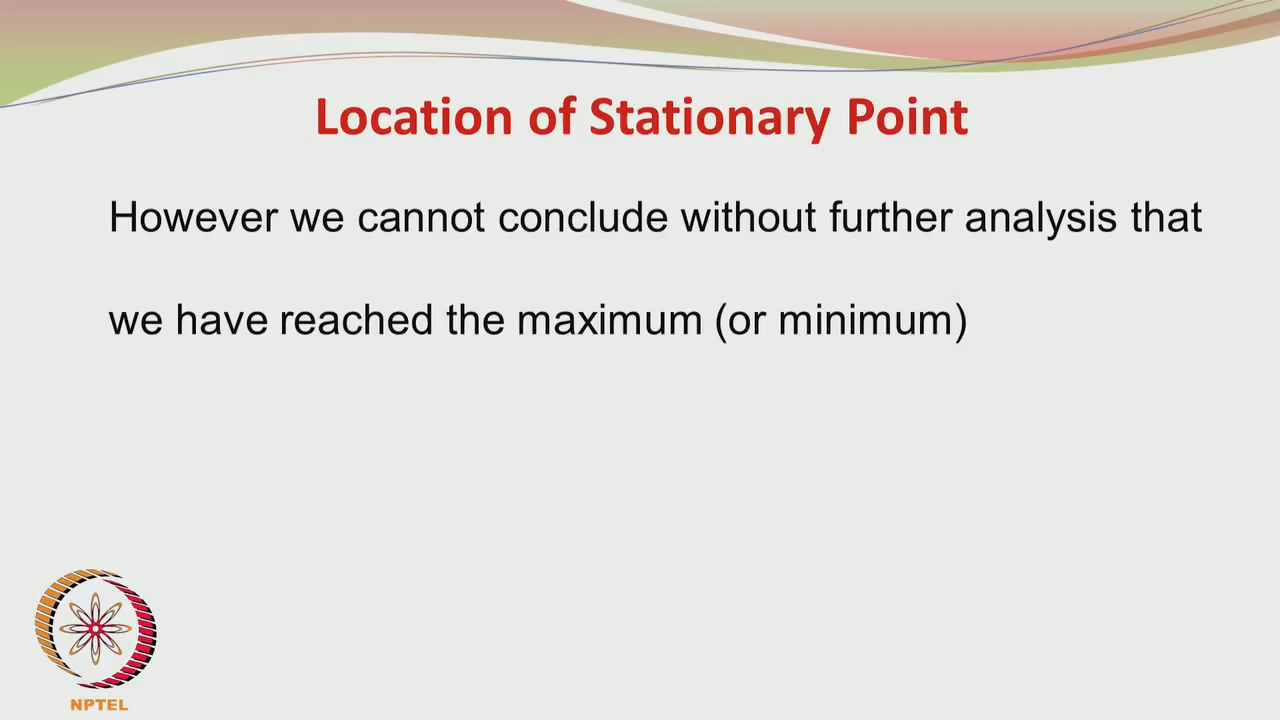 Location of Stationary Point
However we cannot conclude without further analysis that
we have reached the maximum (or minimum)
NPTEL